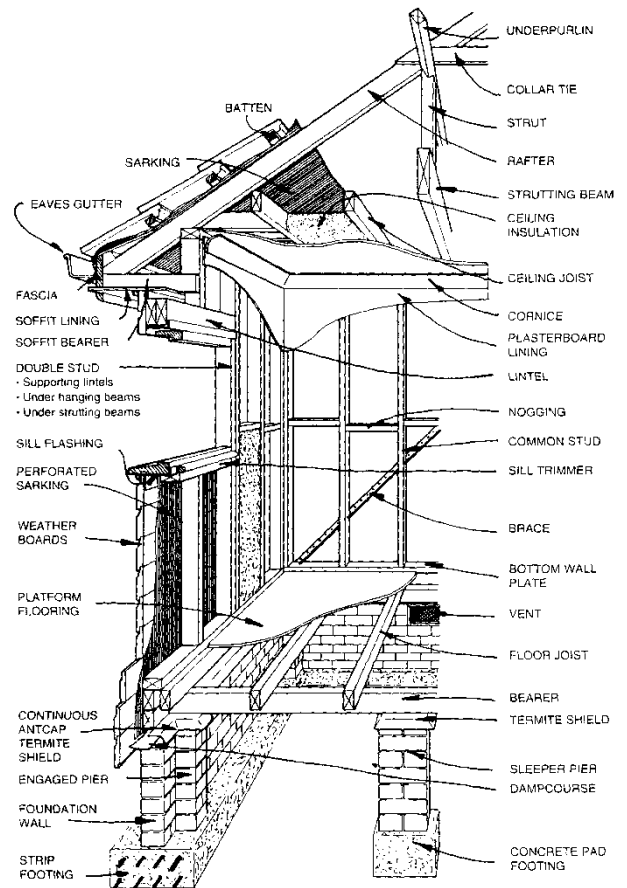 UNDERPURLIN
COLLAR TIE
BATTEN
STRUT
SARKING
RAFTER
EAVES GUTTER
STRUTTING BEAM
CEILING
INSULATION
CEILING JOIST
FASCIA
SOFFIT LINING
SOFFIT BEARER
CORNICE
PLASTERBOARD
LINING
DOUBLE STUD
· Supporting lintels
· Under hanging beams
· Under strutting beams
LINTEL
NOGGING
SILL FLASHING
COMMON STUD
PERFORATED
SARKING
SILL TRIMMER
WEATHER
BOARDS
BRACE
BOTTOM WALL
PLATE
PLATFORM
FLOORING
VENT
FLOOR JOIST
BEARER
CONTINUOUS
ANTCAP
TERMITE
SHIELD
TERMITE SHIELD
ENGAGED PIER
SLEEPER PIER
DAMPCOURSE
FOUNDATION
WALL
STRIP
FOOTING
CONCRETE PAD
FOOTING